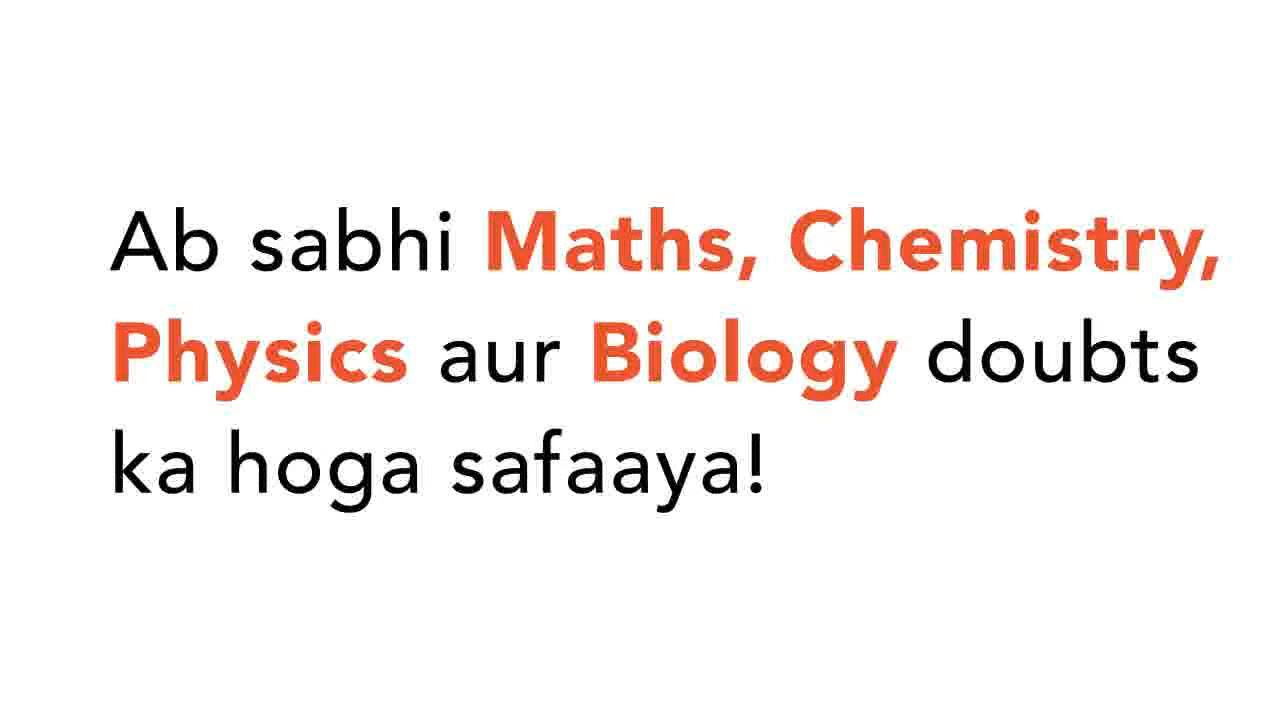 Ab sabhi Maths, Chemistry,
Physics aur Biology doubts
ka hoga safaaya!